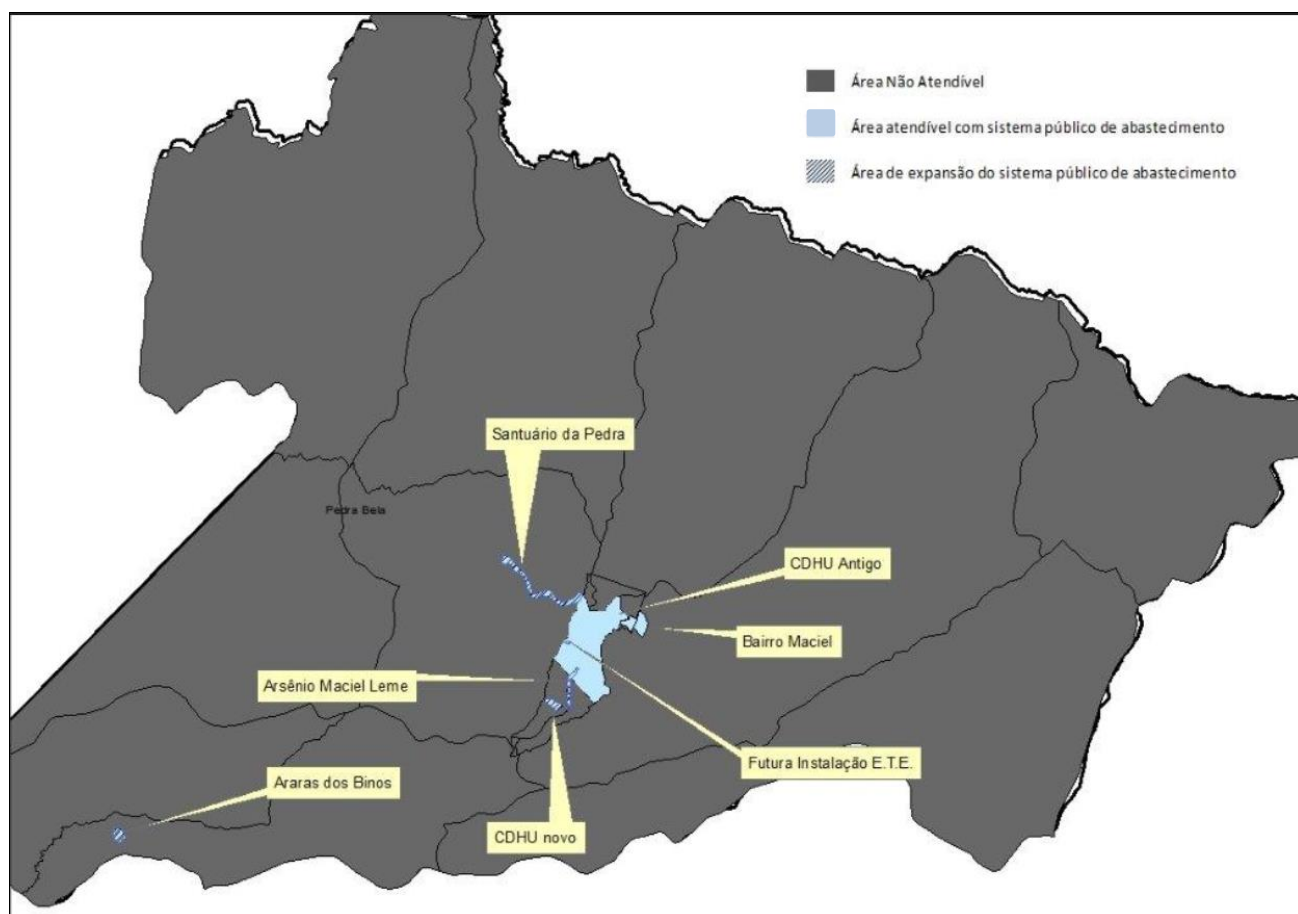 Área Não Atendível
Área atendível com sistema público de abastecimento
Área de expansão do sistema público de abastecimento
Santuário da Pedra
Pedra Bela
CDHU Antigo
Bairro Maciel
Arsênio Maciel Leme
Futura Instalação E.T.E.
Araras dos Binos
CDHU novo